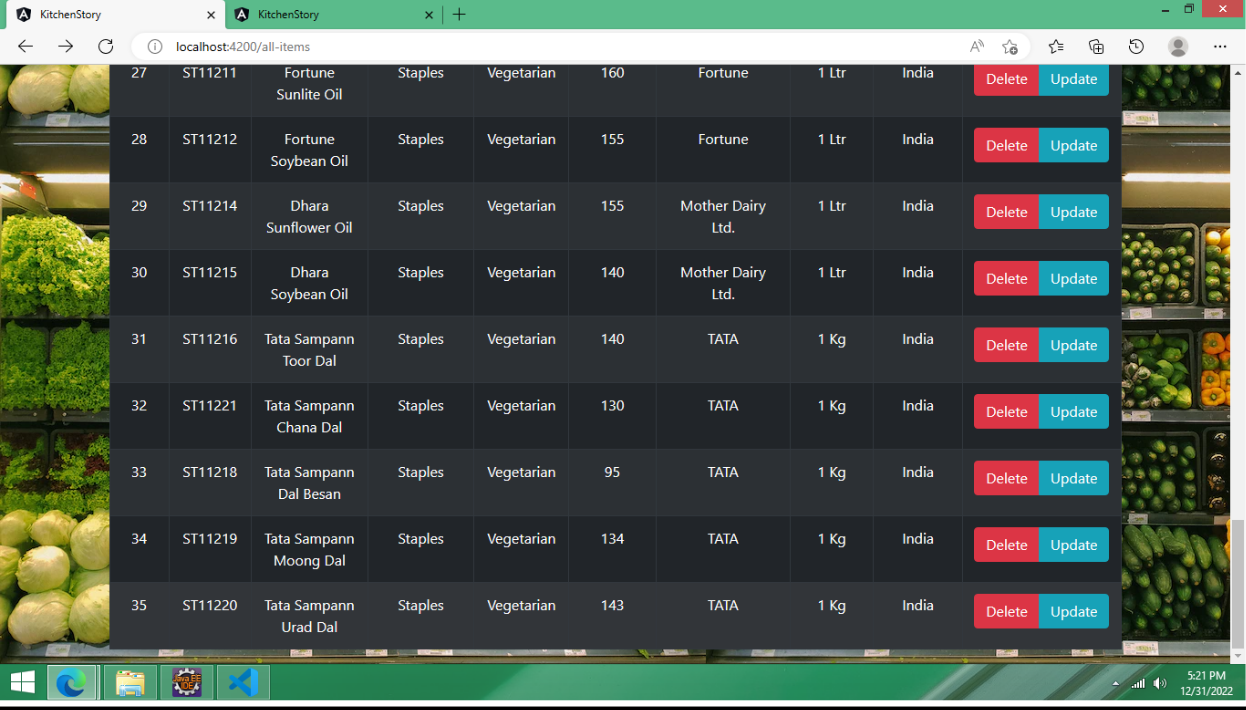 KitchenStory
KitchenStory
localhost:4200/all-items
27 ST11211 Fortune Staples Vegetarian 160 Fortune 1 Ltr India Delete Update
Sunlite Oil
28 ST11212 Fortune Staples Vegetarian 155 Fortune 1 Ltr India Delete Update
Soybean Oil
29 ST11214 Dhara Staples Vegetarian 155 Mother Dairy 1 Ltr India Delete Update
Sunflower Oil Ltd.
30 ST11215 Dhara Staples Vegetarian 140 Mother Dairy 1 Ltr India Delete Update
Soybean Oil Ltd.
31 ST11216 Tata Sampann Staples Vegetarian 140 TATA 1 Kg India Delete Update
Toor Dal
32 ST11221 Tata Sampann Staples Vegetarian 130 TATA 1 Kg India Delete Update
Chana Dal
33 ST11218 Tata Sampann Staples Vegetarian 95 TATA 1 Kg India Delete Update
Dal Besan
34 ST11219 Tata Sampann Staples Vegetarian 134 TATA 1 Kg India Delete Update
Moong Dal
35 ST11220 Tata Sampann Staples Vegetarian 143 TATA 1 Kg India Delete Update
Urad Dal
Java EE
IDE
5:21 PM
12/31/2022